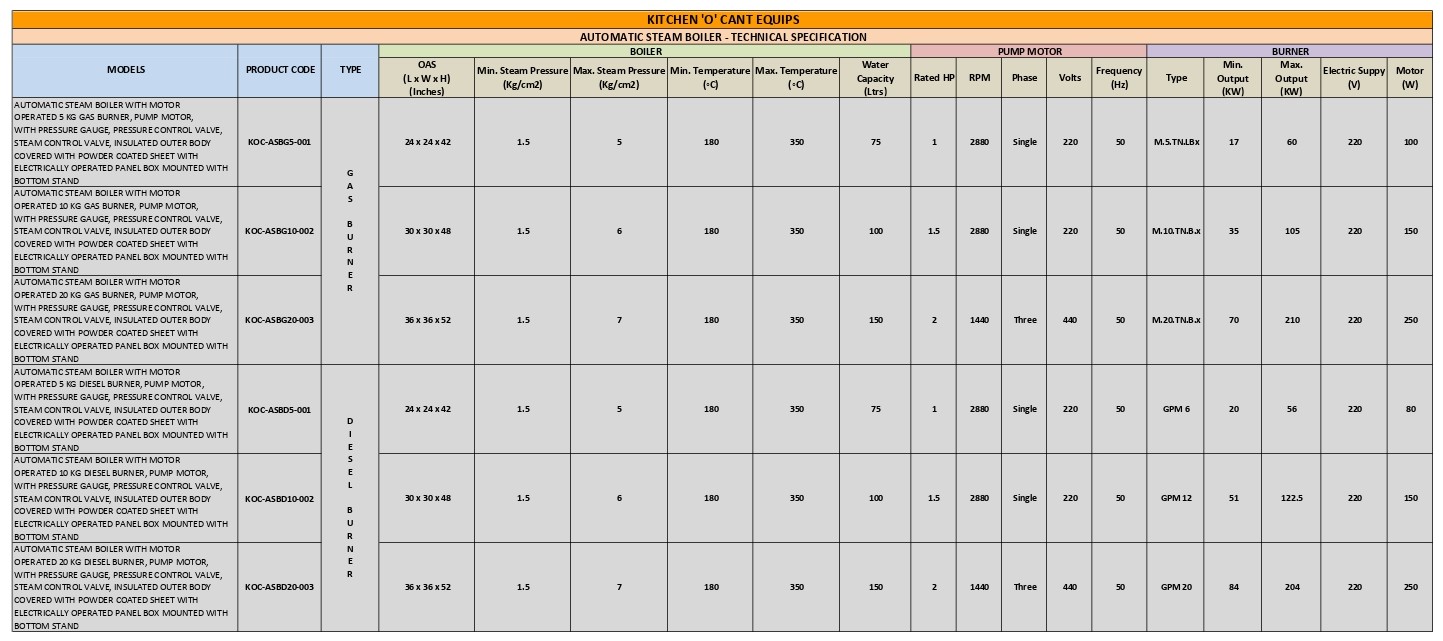 KITCHEN 'O' CANT EQUIPS
AUTOMATIC STEAM BOILER - TECHNICAL SPECIFICATION
MODELS PRODUCT CODE TYPE BOILER PUMP MOTOR BURNER
OAS (L x W x H) (Inches) Min. Steam Pressure (Kg/cm2) Max. Steam Pressure (Kg/cm2) Min. Temperature (◦C) Max. Temperature (◦C) Water Capacity (Ltrs) Rated HP RPM Phase Volts Frequency (Hz) Type Min. Output (KW) Max. Output (KW) Electric Suppy (V) Motor (W)
GAS BURNER
AUTOMATIC STEAM BOILER WITH MOTOR
OPERATED 5 KG GAS BURNER, PUMP MOTOR,
WITH PRESSURE GAUGE, PRESSURE CONTROL VALVE,
STEAM CONTROL VALVE, INSULATED OUTER BODY
COVERED WITH POWDER COATED SHEET WITH
ELECTRICALLY OPERATED PANEL BOX MOUNTED WITH
BOTTOM STAND
KOC-ASBG5-001 24 x 24 x 42 1.5 5 180 350 75 1 2880 Single 220 50 M.5.TN.LBx 17 60 220 100
AUTOMATIC STEAM BOILER WITH MOTOR
OPERATED 10 KG GAS BURNER, PUMP MOTOR,
WITH PRESSURE GAUGE, PRESSURE CONTROL VALVE,
STEAM CONTROL VALVE, INSULATED OUTER BODY
COVERED WITH POWDER COATED SHEET WITH
ELECTRICALLY OPERATED PANEL BOX MOUNTED WITH
BOTTOM STAND
KOC-ASBG10-002 30 x 30 x 48 1.5 6 180 350 100 1.5 2880 Single 220 50 M.10.TN.B.x 35 105 220 150
AUTOMATIC STEAM BOILER WITH MOTOR
OPERATED 20 KG GAS BURNER, PUMP MOTOR,
WITH PRESSURE GAUGE, PRESSURE CONTROL VALVE,
STEAM CONTROL VALVE, INSULATED OUTER BODY
COVERED WITH POWDER COATED SHEET WITH
ELECTRICALLY OPERATED PANEL BOX MOUNTED WITH
BOTTOM STAND
KOC-ASBG20-003 36 x 36 x 52 1.5 7 180 350 150 2 1440 Three 440 50 M.20.TN.B.x 70 210 220 250
DIESEL BURNER
AUTOMATIC STEAM BOILER WITH MOTOR
OPERATED 5 KG DIESEL BURNER, PUMP MOTOR,
WITH PRESSURE GAUGE, PRESSURE CONTROL VALVE,
STEAM CONTROL VALVE, INSULATED OUTER BODY
COVERED WITH POWDER COATED SHEET WITH
ELECTRICALLY OPERATED PANEL BOX MOUNTED WITH
BOTTOM STAND
KOC-ASBD5-001 24 x 24 x 42 1.5 5 180 350 75 1 2880 Single 220 50 GPM 6 20 56 220 80
AUTOMATIC STEAM BOILER WITH MOTOR
OPERATED 10 KG DIESEL BURNER, PUMP MOTOR,
WITH PRESSURE GAUGE, PRESSURE CONTROL VALVE,
STEAM CONTROL VALVE, INSULATED OUTER BODY
COVERED WITH POWDER COATED SHEET WITH
ELECTRICALLY OPERATED PANEL BOX MOUNTED WITH
BOTTOM STAND
KOC-ASBD10-002 30 x 30 x 48 1.5 6 180 350 100 1.5 2880 Single 220 50 GPM 12 51 122.5 220 150
AUTOMATIC STEAM BOILER WITH MOTOR
OPERATED 20 KG DIESEL BURNER, PUMP MOTOR,
WITH PRESSURE GAUGE, PRESSURE CONTROL VALVE,
STEAM CONTROL VALVE, INSULATED OUTER BODY
COVERED WITH POWDER COATED SHEET WITH
ELECTRICALLY OPERATED PANEL BOX MOUNTED WITH
BOTTOM STAND
KOC-ASBD20-003 36 x 36 x 52 1.5 7 180 350 150 2 1440 Three 440 50 GPM 20 84 204 220 250